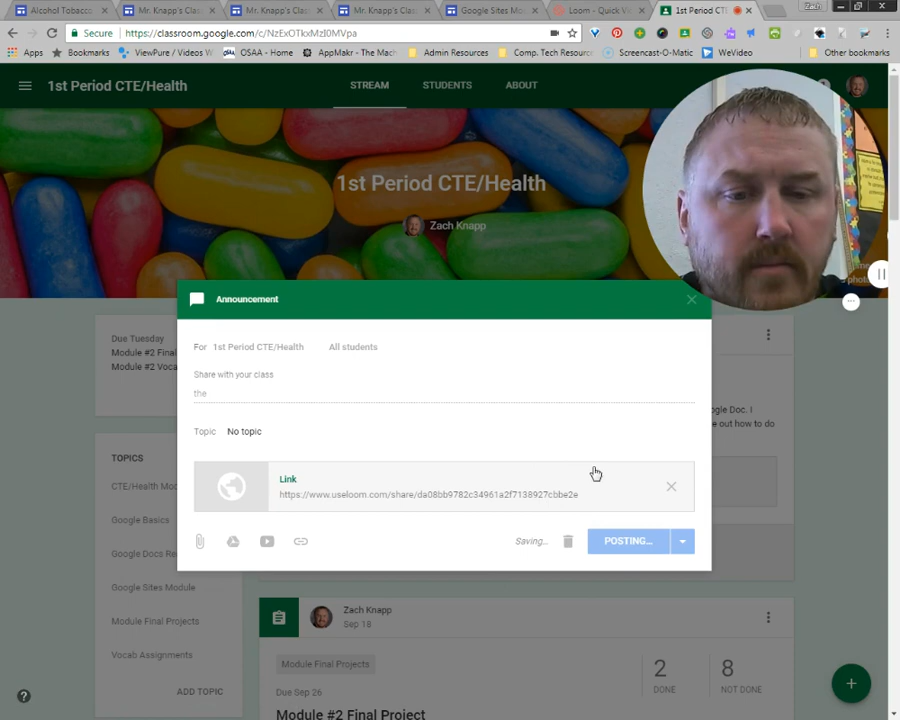 Alcohol Tobacco
Mr. Knapp's Classr
Mr. Knapp's Classr
Mr. Knapp's Classr
Google Sites Mo
Loom - Quick V
1st Period CTE
iTech
Secure
https://classroom.google.com/c/NzExOTkxMzI0MVpa
Apps
Bookmarks
ViewPure / Videos W
OSAA - Home
AppMakr - The Mach
Admin Resources
Comp. Tech Resource
Screencast-O-Matic
WeVideo
Other bookmarks
1st Period CTE/Health
STREAM
STUDENTS
ABOUT
1st Period CTE/Health
Zach Knapp
Announcement
For 1st Period CTE/Health All students
Share with your class
the
Topic No topic
Link
https://www.useloom.com/share/da08bb9782c34961a2f7138927cbbe2e
Saving...
POSTING...
Due Tuesday
Module #2 Final
Module #2 Voca
ogle Doc. I
e out how to do
TOPICS
CTE/Health Mod
Google Basics
Google Docs Re
Google Sites Module
Module Final Projects
Vocab Assignments
ADD TOPIC
Zach Knapp
Sep 18
Module Final Projects
2
DONE
8
NOT DONE
Due Sep 26
Module #2 Final Project